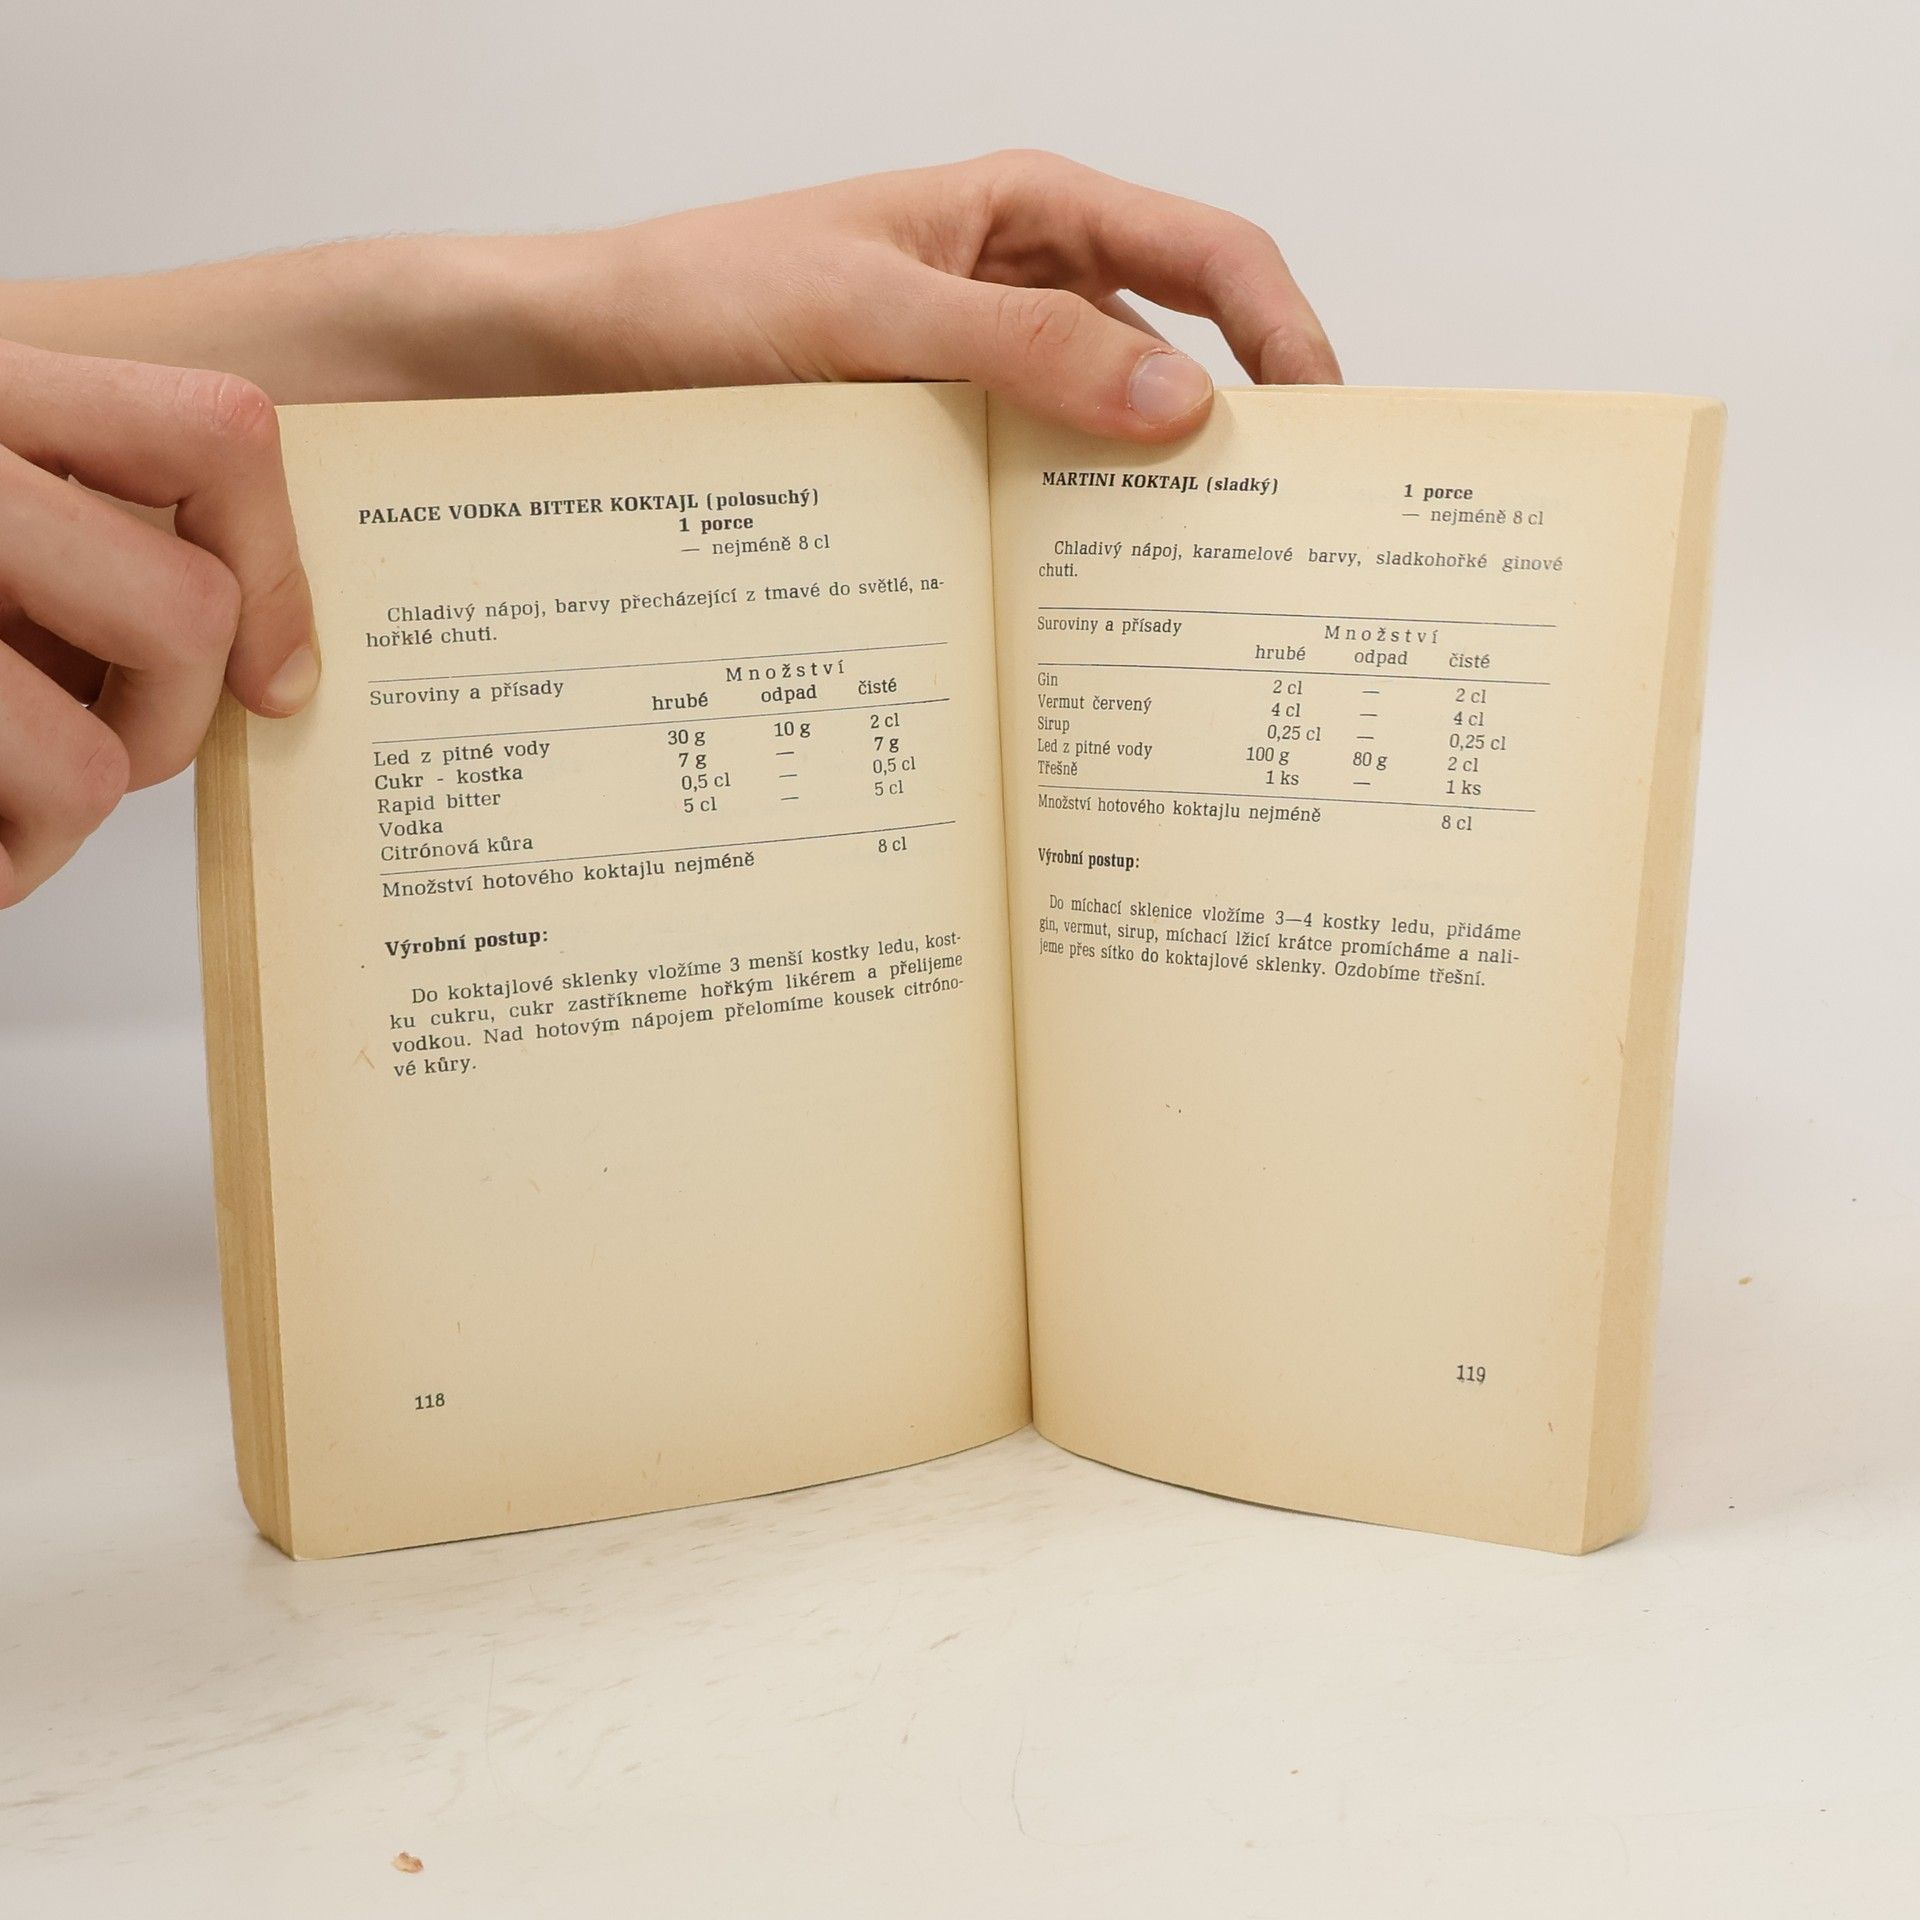 PALACE VODKA BITTER KOKTAJL (polosuchý)
1 porce
— nejméně 8 cl
Chladivý nápoj, barvy přecházející z tmavé do světlé, na-
hořklé chuti.
Suroviny a přísady Množství
hrubé odpad čisté
Led z pitné vody 30 g 10 g 2 cl
Cukr - kostka 7 g — 7 g
Rapid bitter 0,5 cl — 0,5 cl
Vodka 5 cl — 5 cl
Citrónová kůra
Množství hotového koktajlu nejméně 8 cl
Výrobní postup:
Do koktajlové sklenky vložíme 3 menší kostky ledu, kost-
ku cukru, cukr zastříkneme hořkým likérem a přelijeme
vodkou. Nad hotovým nápojem přelomíme kousek citróno-
vé kůry.
118
MARTINI KOKTAJL (sladký) 1 porce
— nejméně 8 cl
Chladivý nápoj, karamelové barvy, sladkohořké ginové
chuti.
Suroviny a přísady Množství
hrubé odpad čisté
Gin 2 cl — 2 cl
Vermut červený 4 cl — 4 cl
Sirup 0,25 cl — 0,25 cl
Led z pitné vody 100 g 80 g 2 cl
Třešně 1 ks — 1 ks
Množství hotového koktajlu nejméně 8 cl
Výrobní postup:
Do míchací sklenice vložíme 3—4 kostky ledu, přidáme
gin, vermut, sirup, míchací lžicí krátce promícháme a nali-
jeme přes sítko do koktajlové sklenky. Ozdobíme třešní.
119